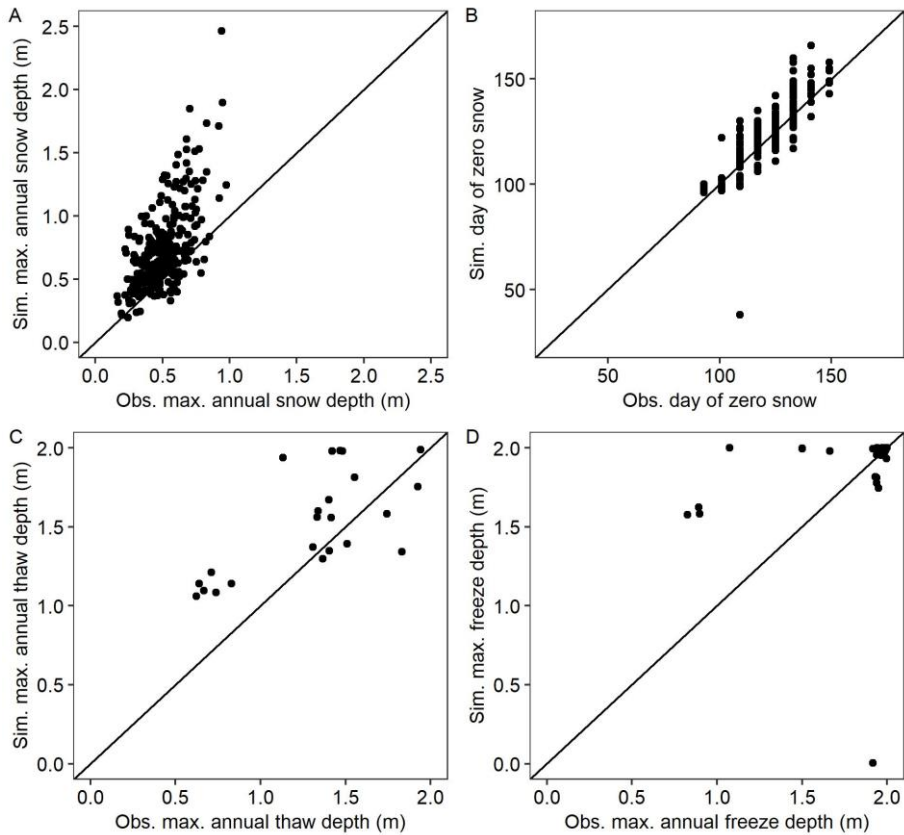 A
Sim. max. annual snow depth (m)
2.5
2.0
1.5
1.0
0.5
0.0
0.0 0.5 1.0 1.5 2.0 2.5
Obs. max. annual snow depth (m)
B
Sim. day of zero snow
150
100
50
50 100 150
Obs. day of zero snow
C
Sim. max. annual thaw depth (m)
2.0
1.5
1.0
0.5
0.0
0.0 0.5 1.0 1.5 2.0
Obs. max. annual thaw depth (m)
D
Sim. max. freeze depth (m)
2.0
1.5
1.0
0.5
0.0
0.0 0.5 1.0 1.5 2.0
Obs. max. annual freeze depth (m)